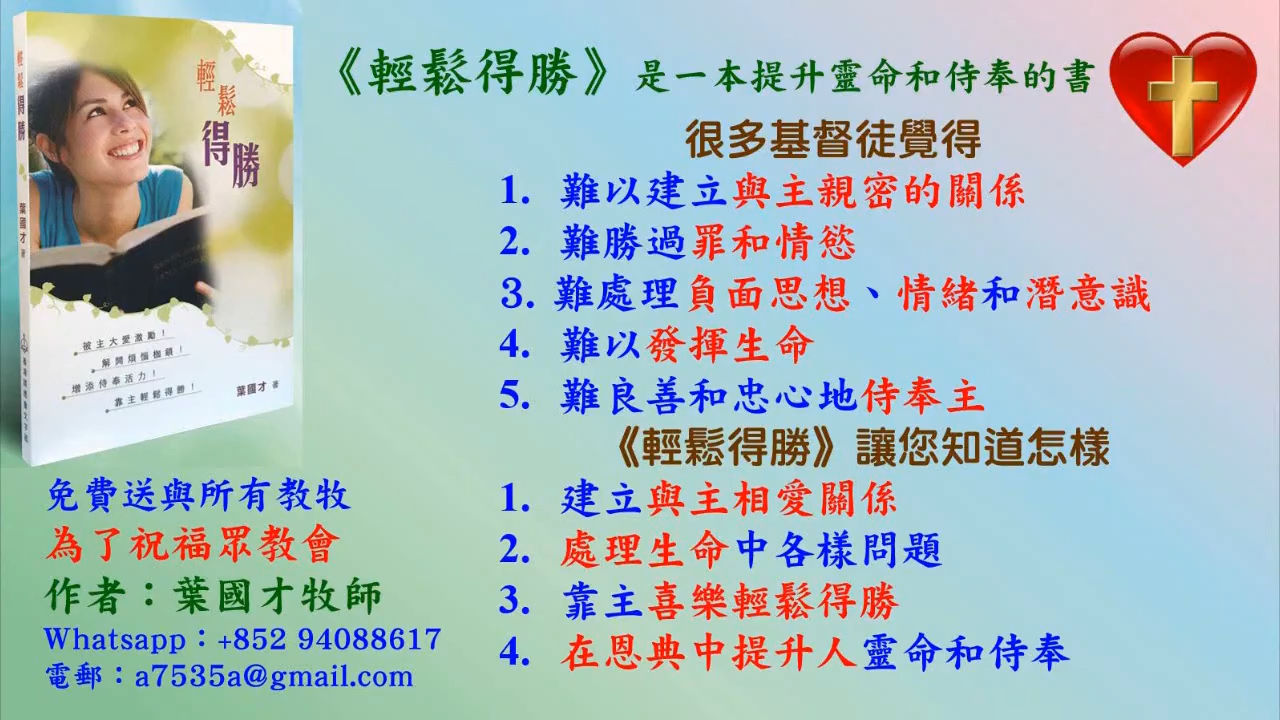 輕鬆得勝
葉國才 著
輕鬆
得勝
被主大愛激勵！
解開煩惱枷鎖！
增添侍奉活力！
靠主輕鬆得勝！
葉國才 著
《輕鬆得勝》是一本提升靈命和侍奉的書
很多基督徒覺得
1. 難以建立與主親密的關係
2. 難勝過罪和情慾
3. 難處理負面思想、情緒和潛意識
4. 難以發揮生命
5. 難良善和忠心地侍奉主
《輕鬆得勝》讓您知道怎樣
1. 建立與主相愛關係
2. 處理生命中各樣問題
3. 靠主喜樂輕鬆得勝
4. 在恩典中提升人靈命和侍奉
免費送與所有教牧
為了祝福眾教會
作者：葉國才牧師
Whatsapp：+852 94088617
電郵：a7535a@gmail.com